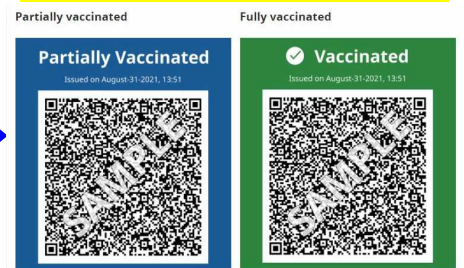 Partially vaccinated
Fully vaccinated
Partially Vaccinated
Issued on August-31-2021, 13:51
SAMPLE
Vaccinated
Issued on August-31-2021, 13:51
SAMPLE